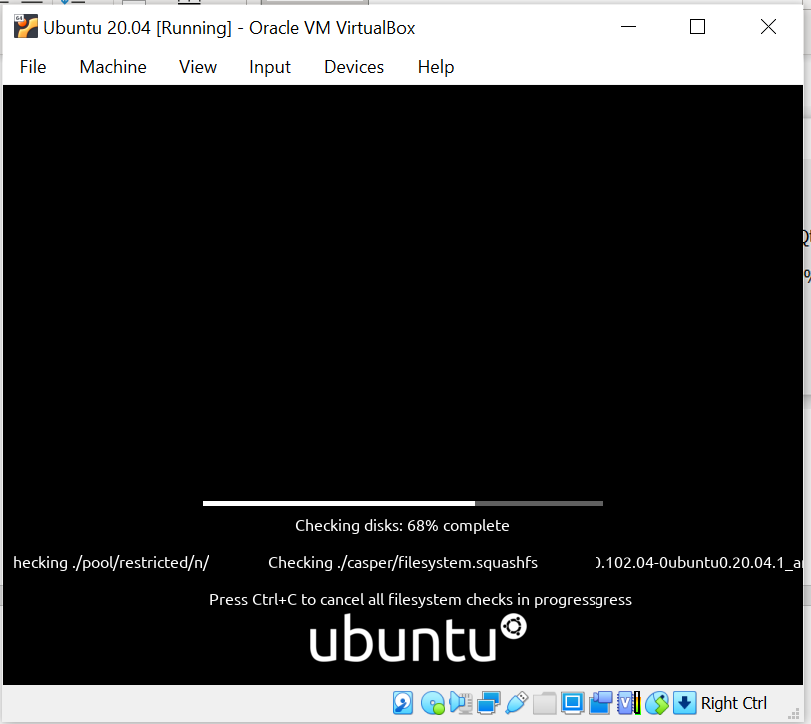 Ubuntu 20.04 [Running] - Oracle VM VirtualBox
File Machine View Input Devices Help
Checking disks: 68% complete
hecking ./pool/restricted/n/ Checking ./casper/filesystem.squashfs 0.102.04-0ubuntu0.20.04.1_a
Press Ctrl+C to cancel all filesystem checks in progressgress
ubuntu
Right Ctrl